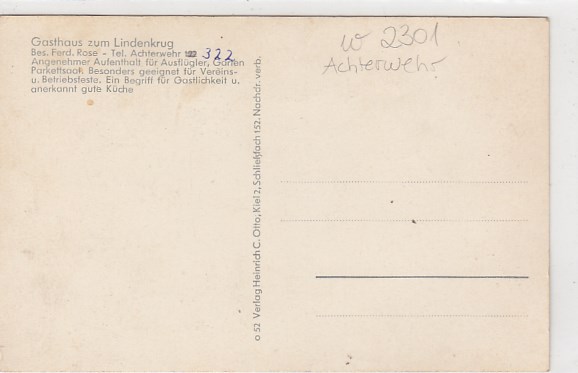 Gasthaus zum Lindenkrug
Bes. Ferd. Rose - Tel. Achterwehr 322
Angenehmer Aufenthalt für Ausflügler, Garten
Parkettsaal. Besonders geeignet für Vereins-
u. Betriebsfeste. Ein Begriff für Gastlichkeit u.
anerkannt gute Küche
W 2301
Achterwehr
o 52 Verlag Heinrich C. Otto, Kiel 2, Schließfach 152. Nachdr. verb.